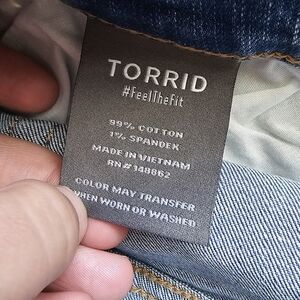 TORRID
#FeelTheFit
99% COTTON
1% SPANDEX
MADE IN VIETNAM
RN# 148862
COLOR MAY TRANSFER
WHEN WORN OR WASHED